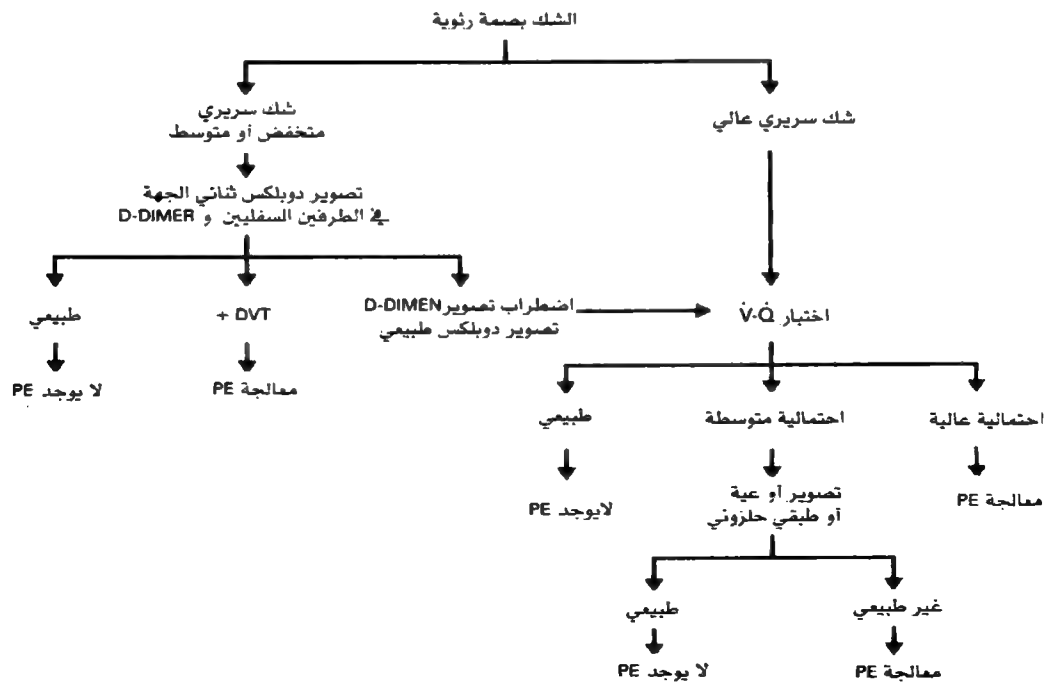 الشك بصمة رئوية
شك سريري
منخفض أو متوسط
شك سريري عالي
تصوير دوبلكس ثنائي الجهة
في الطرفين السفليين و D-DIMER
طبيعي
+ DVT
اضطراب تصوير D-DIMEN
تصوير دوبلكس طبيعي
اختبار V̇-Q̇
لا يوجد PE
معالجة PE
طبيعي
احتمالية متوسطة
احتمالية عالية
لايوجد PE
تصوير أو عية
أو طبقي حلزوني
معالجة PE
طبيعي
غير طبيعي
لا يوجد PE
معالجة PE